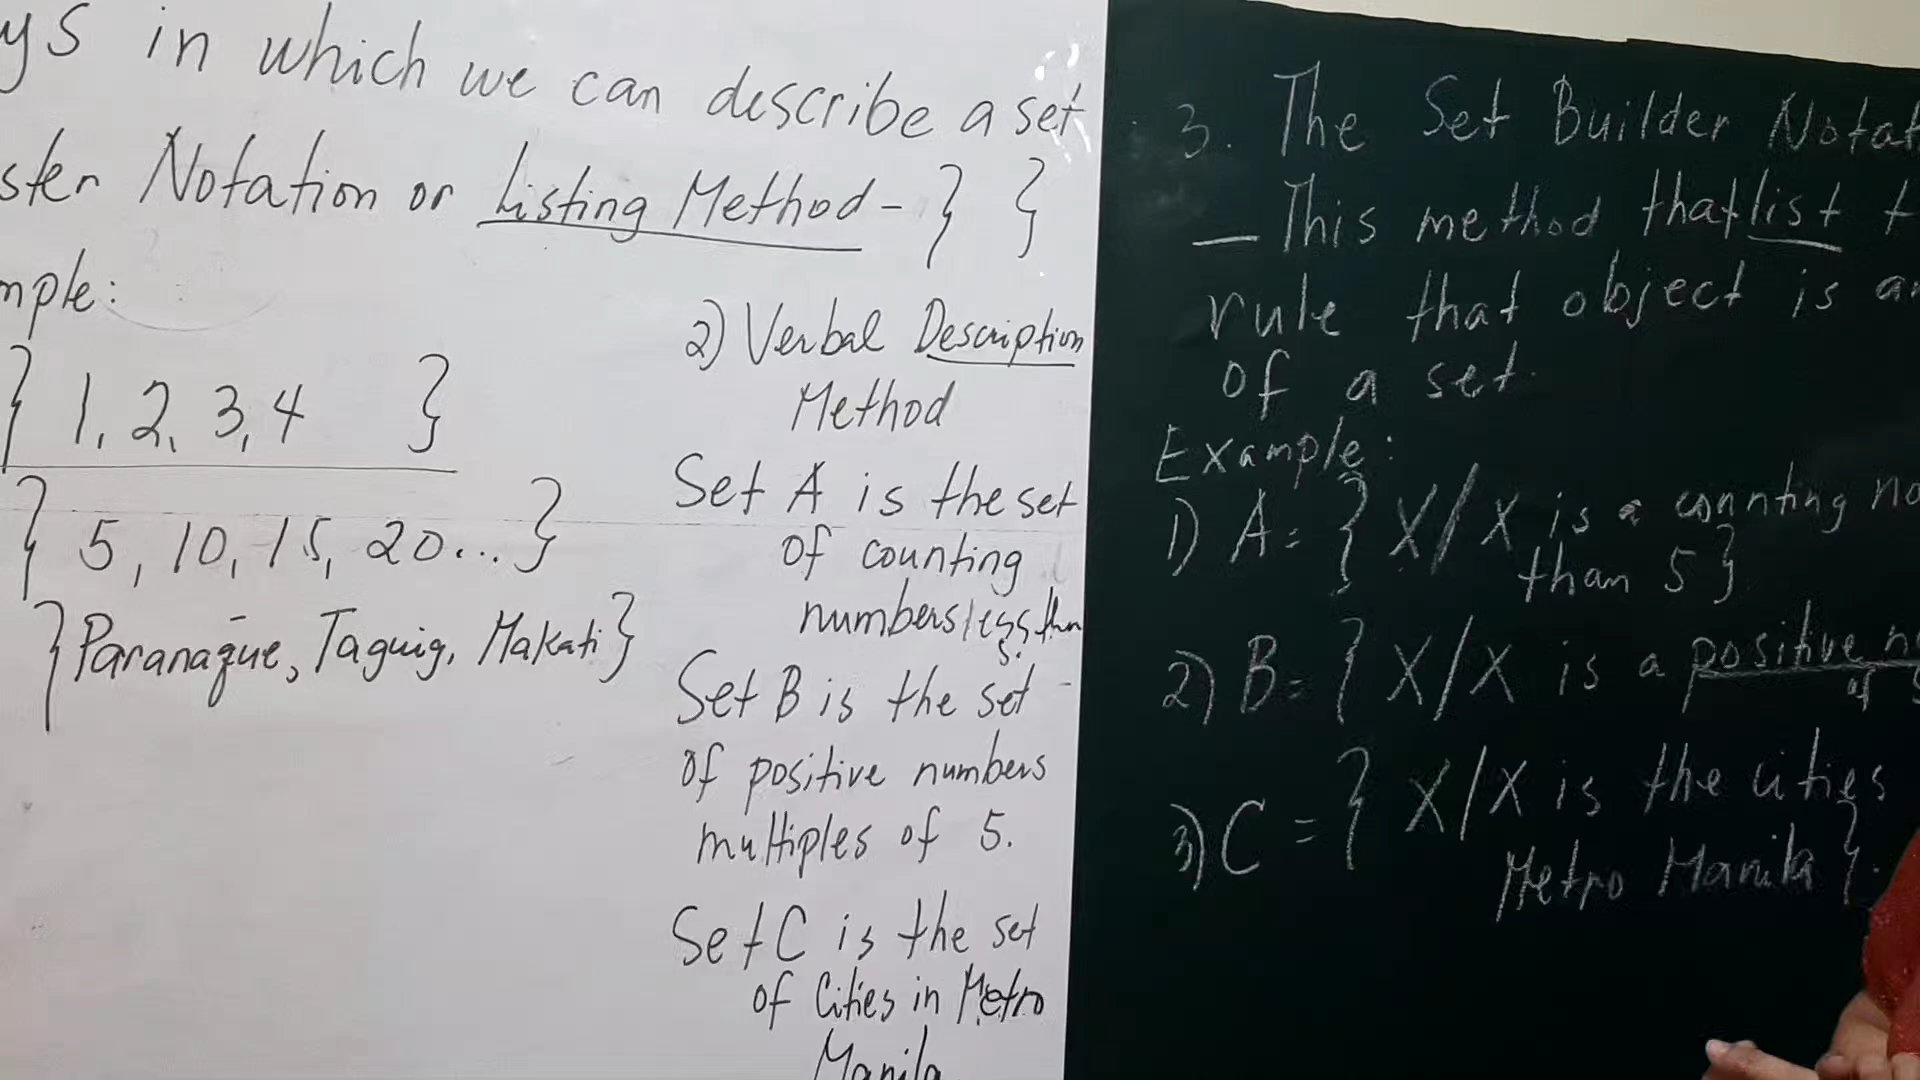 ys in which we can describe a set
ster Notation or Listing Method - } }
mple:
} 1, 2, 3, 4 }
} 5, 10, 15, 20... }
} Paranaque, Taguig, Makati }
2) Verbal Description
Method
Set A is the set
of counting
numbers less than
5.
Set B is the set
of positive numbers
multiples of 5.
Set C is the set
of Cities in Metro
Manila
3. The Set Builder Notat
— This method that list t
rule that object is an
of a set.
Example:
1) A = } X/X is a counting no
than 5 }
2) B = } X/X is a positive n
of 5
3) C = } X/X is the cities
Metro Manila }.